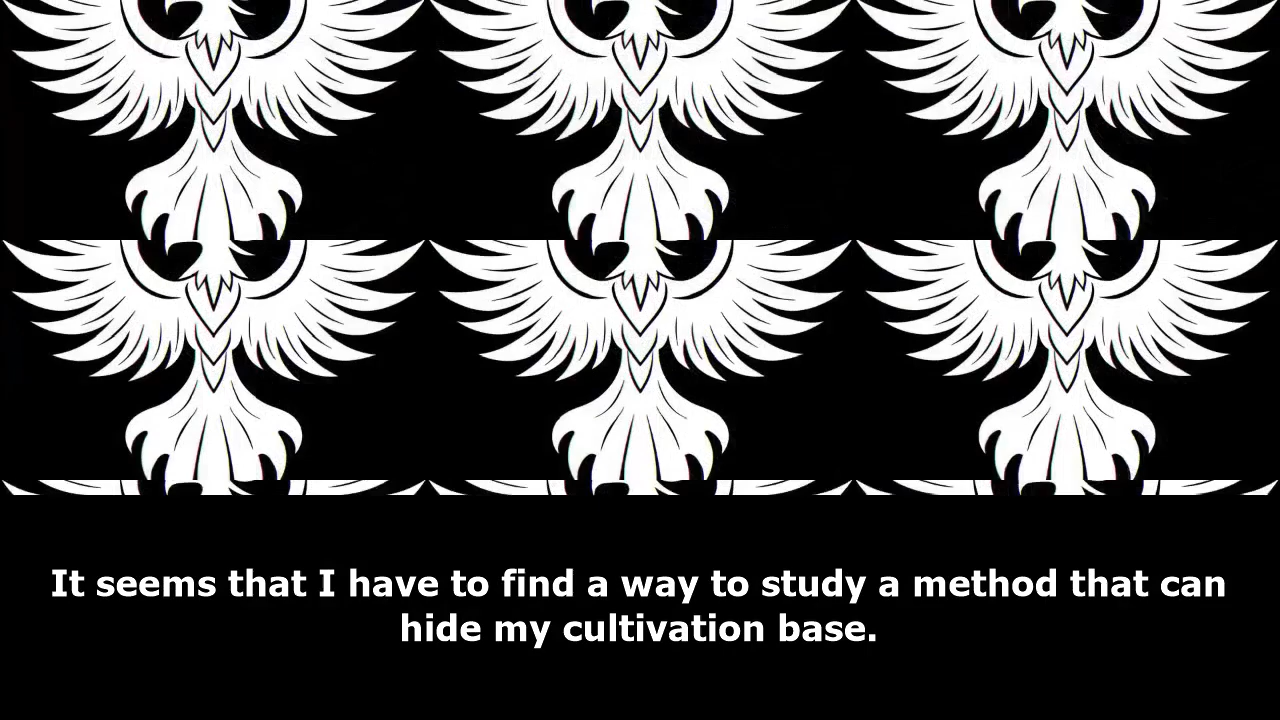 It seems that I have to find a way to study a method that can
hide my cultivation base.